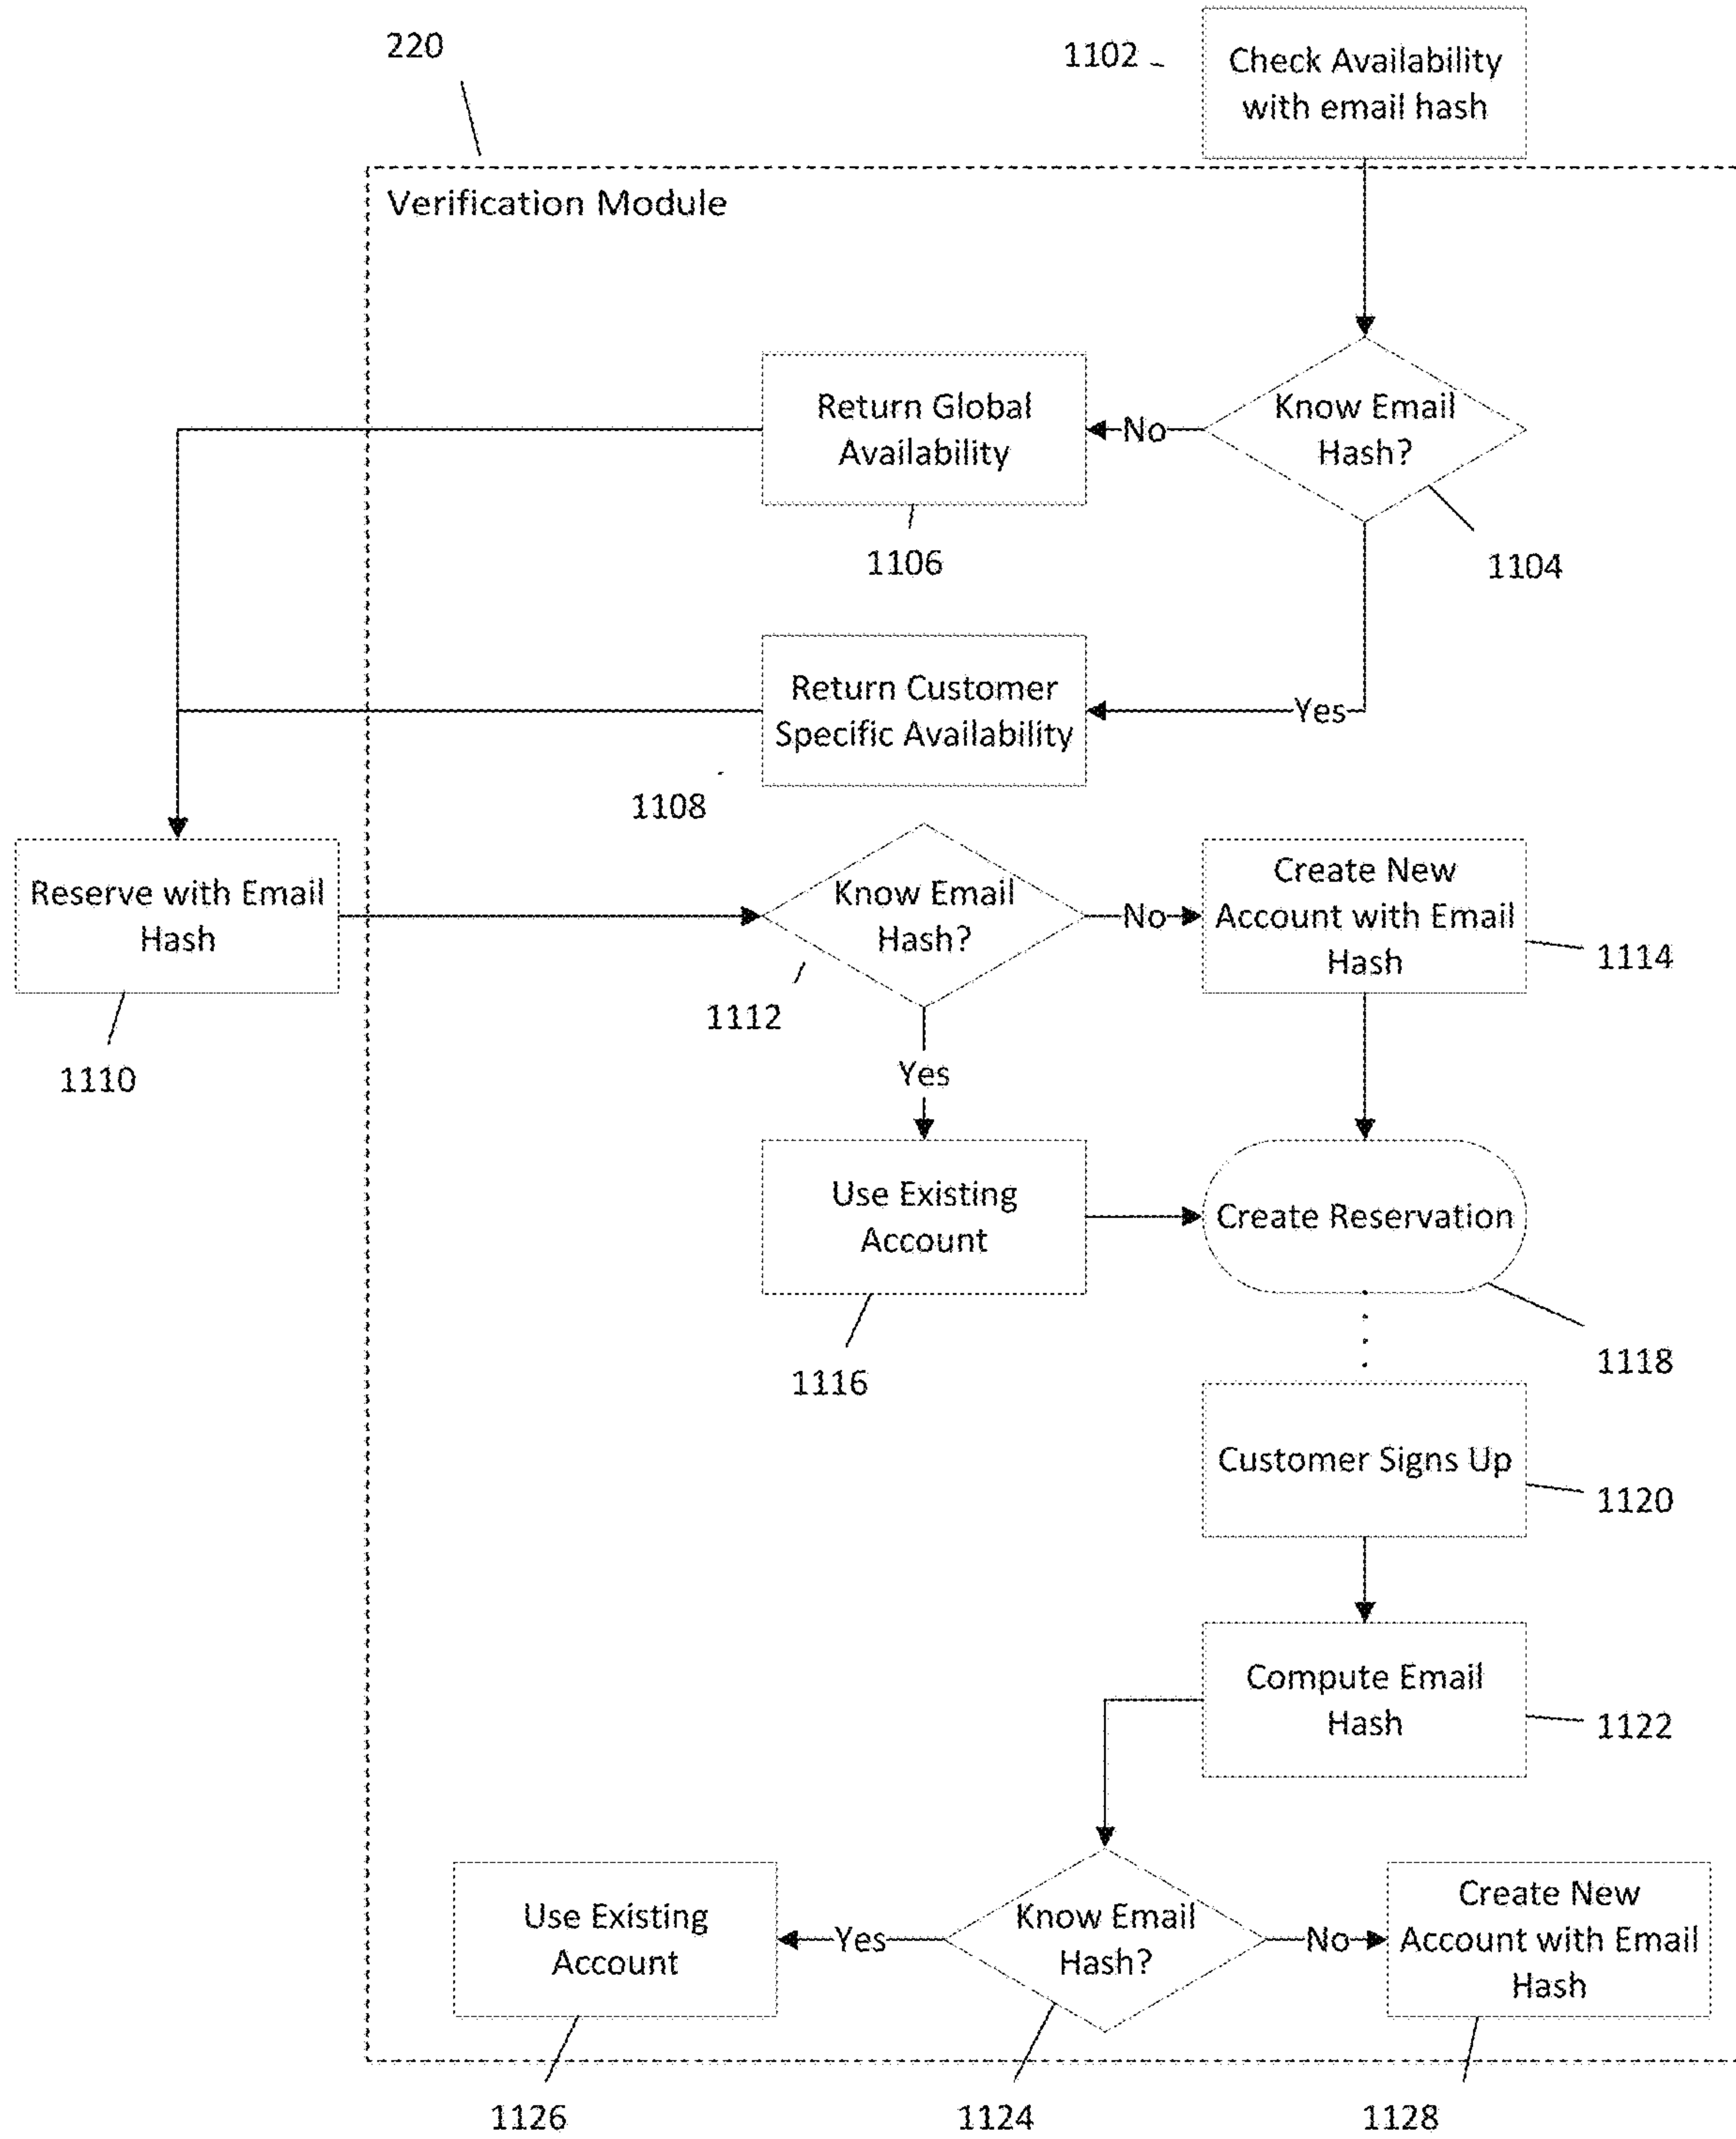 220
1102
Check Availability
with email hash
Verification Module
Return Global
Availability
No
Know Email
Hash?
1106
1104
Return Customer
Specific Availability
Yes
1108
Reserve with Email
Hash
Know Email
Hash?
No
Create New
Account with Email
Hash
1114
1112
1110
Yes
Use Existing
Account
Create Reservation
1118
1116
Customer Signs Up
1120
Compute Email
Hash
1122
Use Existing
Account
Yes
Know Email
Hash?
No
Create New
Account with Email
Hash
1126
1124
1128